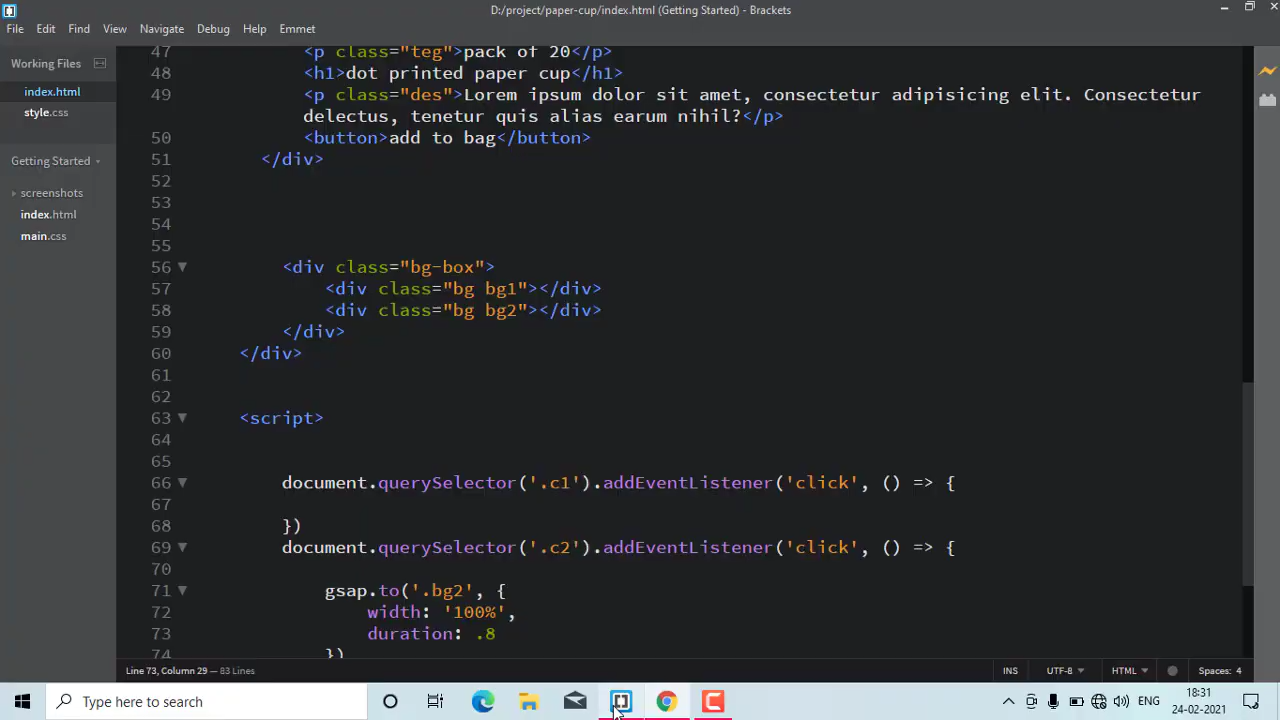 D:/project/paper-cup/index.html (Getting Started) - Brackets
File Edit Find View Navigate Debug Help Emmet
Working Files
index.html
style.css
Getting Started
screenshots
index.html
main.css
47 <p class="teg">pack of 20</p>
48 <h1>dot printed paper cup</h1>
49 <p class="des">Lorem ipsum dolor sit amet, consectetur adipisicing elit. Consectetur
delectus, tenetur quis alias earum nihil?</p>
50 <button>add to bag</button>
51 </div>
52
53
54
55
56 <div class="bg-box">
57 <div class="bg bg1"></div>
58 <div class="bg bg2"></div>
59 </div>
60 </div>
61
62
63 <script>
64
65
66 document.querySelector('.c1').addEventListener('click', () => {
67
68 })
69 document.querySelector('.c2').addEventListener('click', () => {
70
71 gsap.to('.bg2', {
72 width: '100%',
73 duration: .8
74 })
Line 73, Column 29 — 83 Lines
INS UTF-8 HTML Spaces: 4
Type here to search
ENG
18:31
24-02-2021